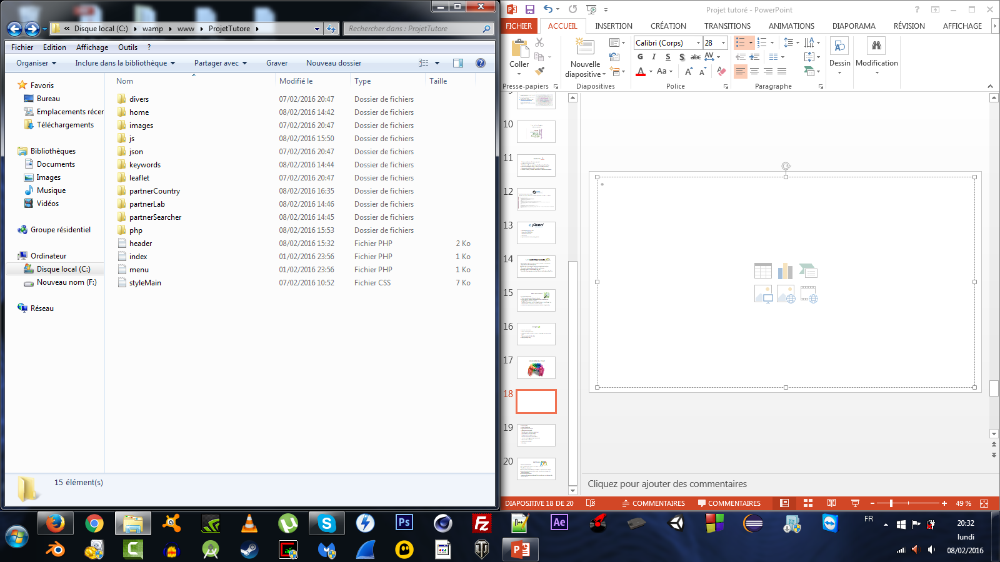 Disque local (C:) ▸ wamp ▸ www ▸ ProjetTutore ▸
Rechercher dans : ProjetTutore
Fichier Edition Affichage Outils ?
Organiser Inclure dans la bibliothèque Partager avec Graver Nouveau dossier
Nom Modifié le Type Taille
Favoris
Bureau
Emplacements récer
Téléchargements
Bibliothèques
Documents
Images
Musique
Vidéos
Groupe résidentiel
Ordinateur
Disque local (C:)
Nouveau nom (F:)
Réseau
divers 07/02/2016 20:47 Dossier de fichiers
home 08/02/2016 14:42 Dossier de fichiers
images 07/02/2016 20:47 Dossier de fichiers
js 08/02/2016 15:50 Dossier de fichiers
json 07/02/2016 20:47 Dossier de fichiers
keywords 08/02/2016 14:44 Dossier de fichiers
leaflet 07/02/2016 20:47 Dossier de fichiers
partnerCountry 08/02/2016 16:35 Dossier de fichiers
partnerLab 08/02/2016 14:46 Dossier de fichiers
partnerSearcher 08/02/2016 14:45 Dossier de fichiers
php 08/02/2016 15:53 Dossier de fichiers
header 08/02/2016 15:32 Fichier PHP 2 Ko
index 01/02/2016 23:56 Fichier PHP 1 Ko
menu 01/02/2016 23:56 Fichier PHP 1 Ko
styleMain 07/02/2016 10:52 Fichier CSS 7 Ko
15 élément(s)
Projet tutoré - PowerPoint
FICHIER ACCUEIL INSERTION CRÉATION TRANSITIONS ANIMATIONS DIAPORAMA RÉVISION AFFICHAGE
Coller
Nouvelle
diapositive
Calibri (Corps) 28
G I S S abc AV
A Aa A A
Dessin
Modification
Presse-papiers Diapositives Police Paragraphe
10
11
12
13
jQuery
14
15
16
17
18
19
20
Cliquez pour ajouter des commentaires
DIAPOSITIVE 18 DE 20 COMMENTAIRES COMMENTAIRES 49 %
Ps
Fz
Ae
FR
20:32
lundi
08/02/2016